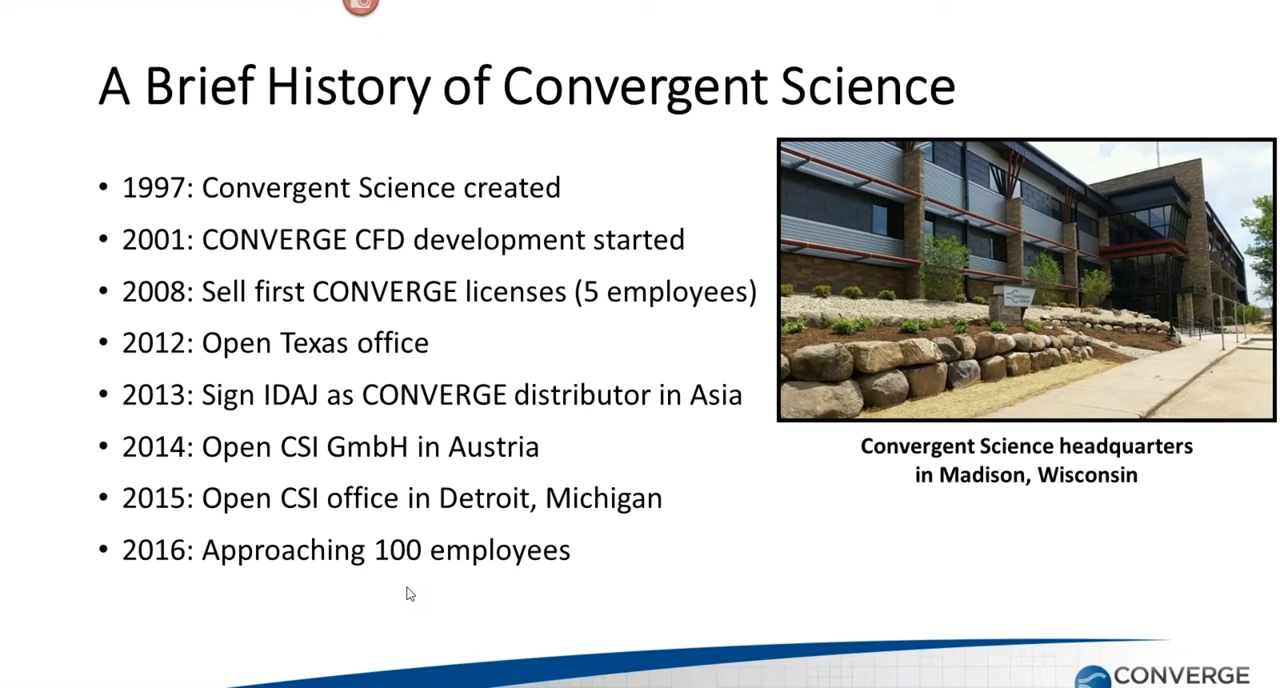 A Brief History of Convergent Science
• 1997: Convergent Science created
• 2001: CONVERGE CFD development started
• 2008: Sell first CONVERGE licenses (5 employees)
• 2012: Open Texas office
• 2013: Sign IDAJ as CONVERGE distributor in Asia
• 2014: Open CSI GmbH in Austria
• 2015: Open CSI office in Detroit, Michigan
• 2016: Approaching 100 employees
Convergent Science headquarters
in Madison, Wisconsin
CONVERGE